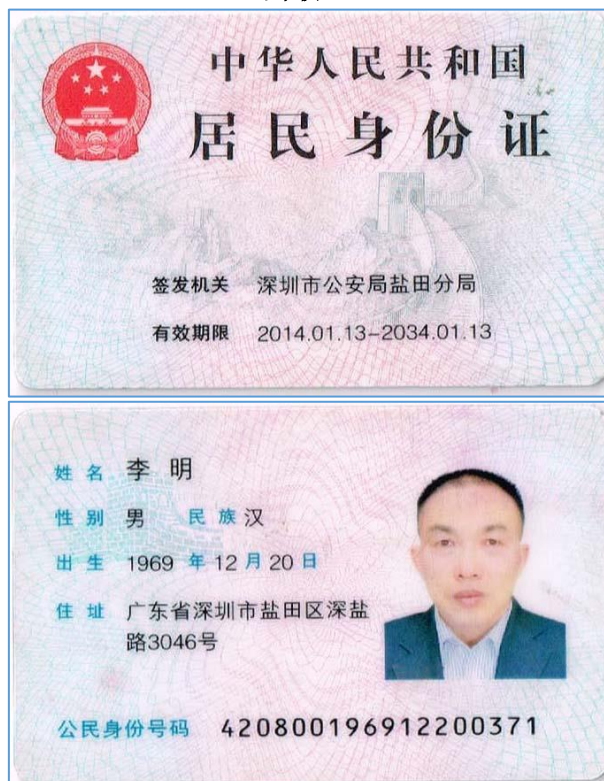 中华人民共和国
居民身份证
签发机关 深圳市公安局盐田分局
有效期限 2014.01.13-2034.01.13
姓名 李明
性别 男 民族 汉
出生 1969 年 12 月 20 日
住址 广东省深圳市盐田区深盐
路3046号
公民身份号码 420800196912200371